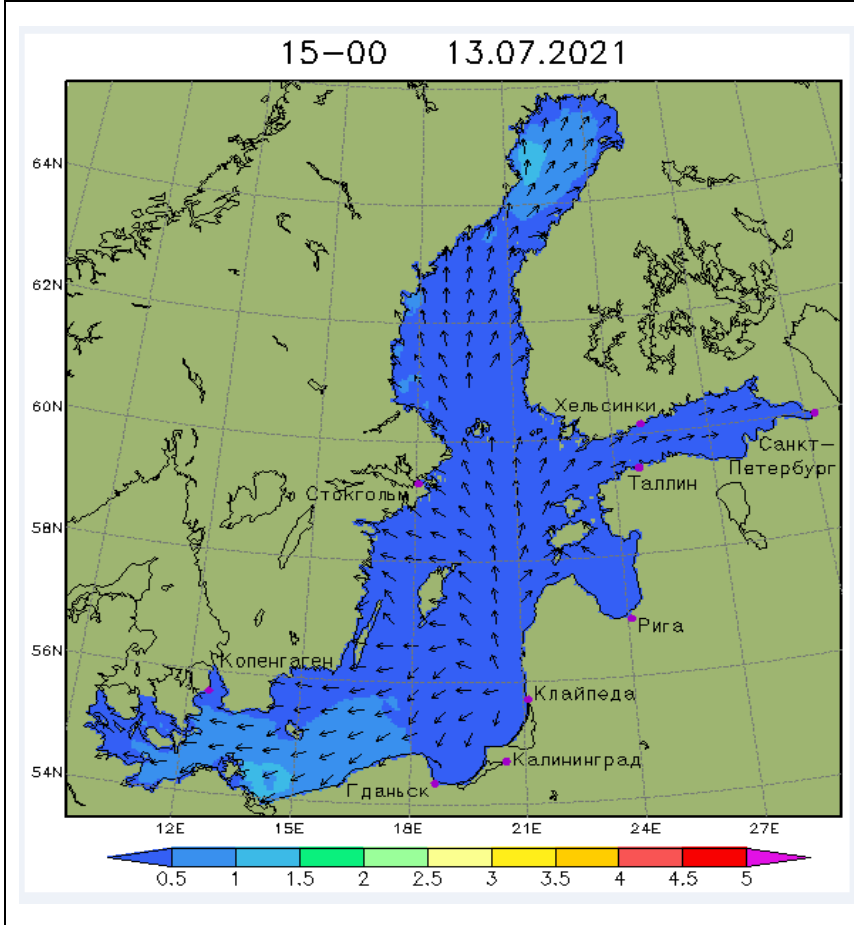 15-00 13.07.2021
64N
62N
60N
58N
56N
54N
Хельсинки
Санкт-
Петербург
Таллин
Стокгольм
Рига
Копенгаген
Клайпеда
Калининград
Гданьск
12E 15E 18E 21E 24E 27E
0.5 1 1.5 2 2.5 3 3.5 4 4.5 5